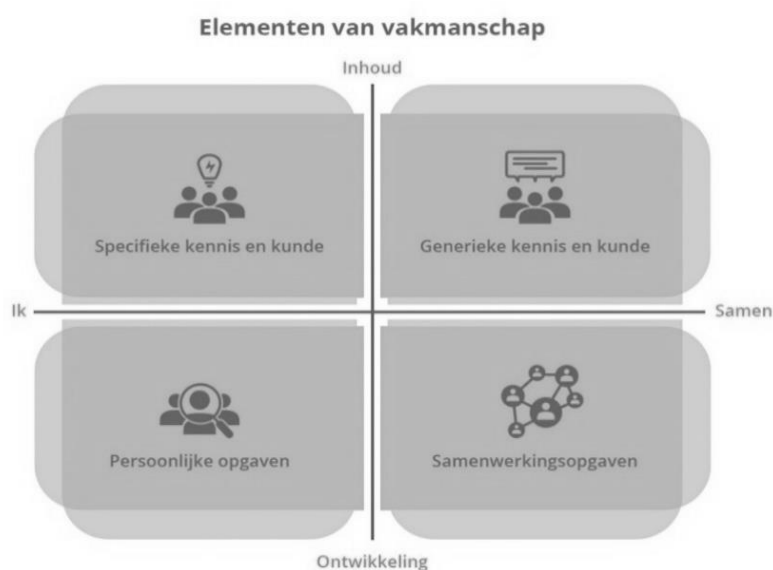 Elementen van vakmanschap
Inhoud
Specifieke kennis en kunde
Generieke kennis en kunde
Ik
Samen
Persoonlijke opgaven
Samenwerkingsopgaven
Ontwikkeling